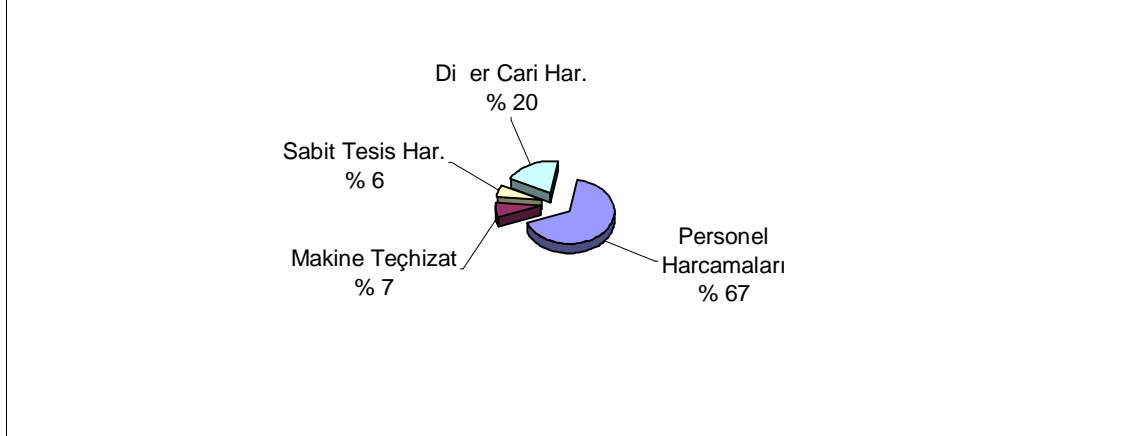 Di er Cari Har.
% 20
Sabit Tesis Har.
% 6
Makine Teçhizat
% 7
Personel
Harcamaları
% 67